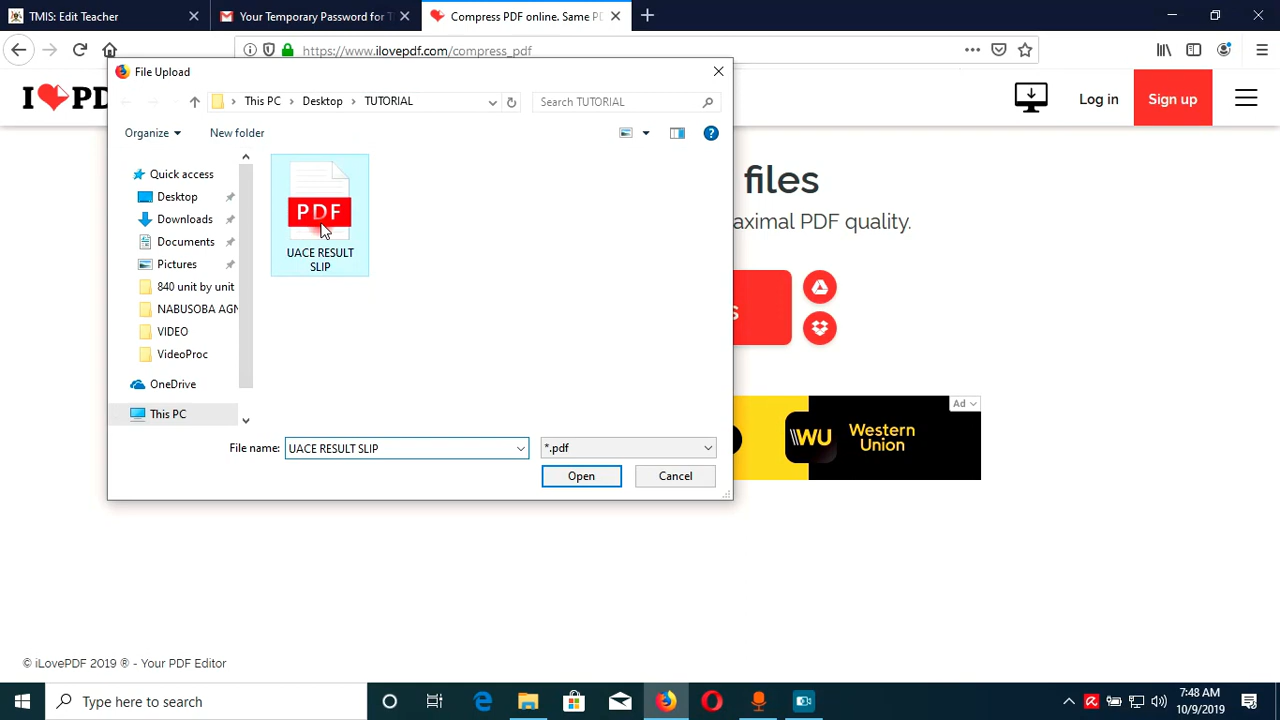 TMIS: Edit Teacher
Your Temporary Password for T
Compress PDF online. Same P
https://www.ilovepdf.com/compress_pdf
File Upload
I PD
Log in
Sign up
This PC
Desktop
TUTORIAL
Search TUTORIAL
Organize
New folder
?
files
aximal PDF quality.
s
Quick access
Desktop
Downloads
Documents
Pictures
840 unit by unit
NABUSOBA AGN
VIDEO
VideoProc
OneDrive
This PC
PDF
UACE RESULT
SLIP
File name:
UACE RESULT SLIP
*.pdf
Open
Cancel
Ad
WU
Western
Union
© iLovePDF 2019 ® - Your PDF Editor
Type here to search
7:48 AM
10/9/2019